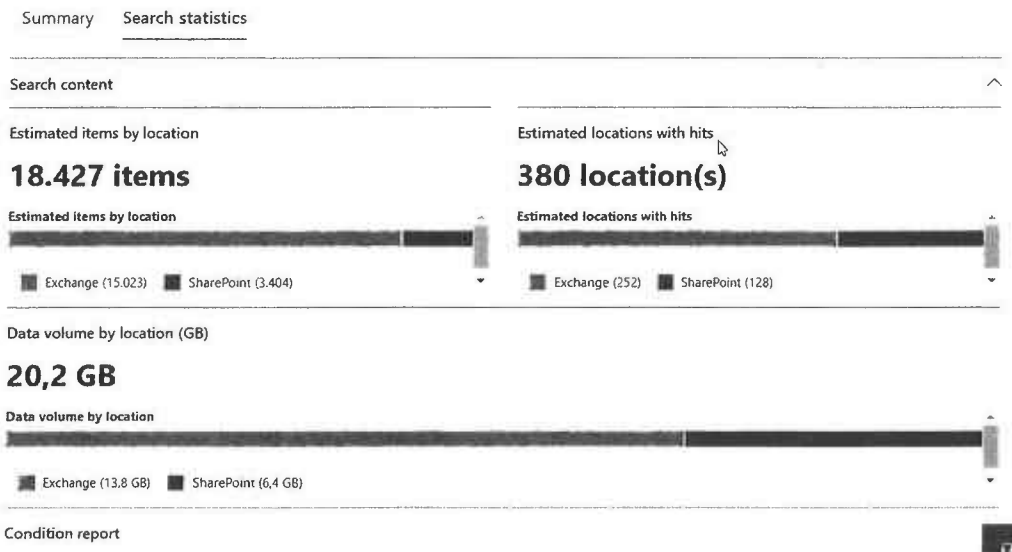 Summary Search statistics
Search content
Estimated items by location
18.427 items
Estimated items by location
Exchange (15.023) SharePoint (3.404)
Estimated locations with hits
380 location(s)
Estimated locations with hits
Exchange (252) SharePoint (128)
Data volume by location (GB)
20,2 GB
Data volume by location
Exchange (13,8 GB) SharePoint (6,4 GB)
Condition report